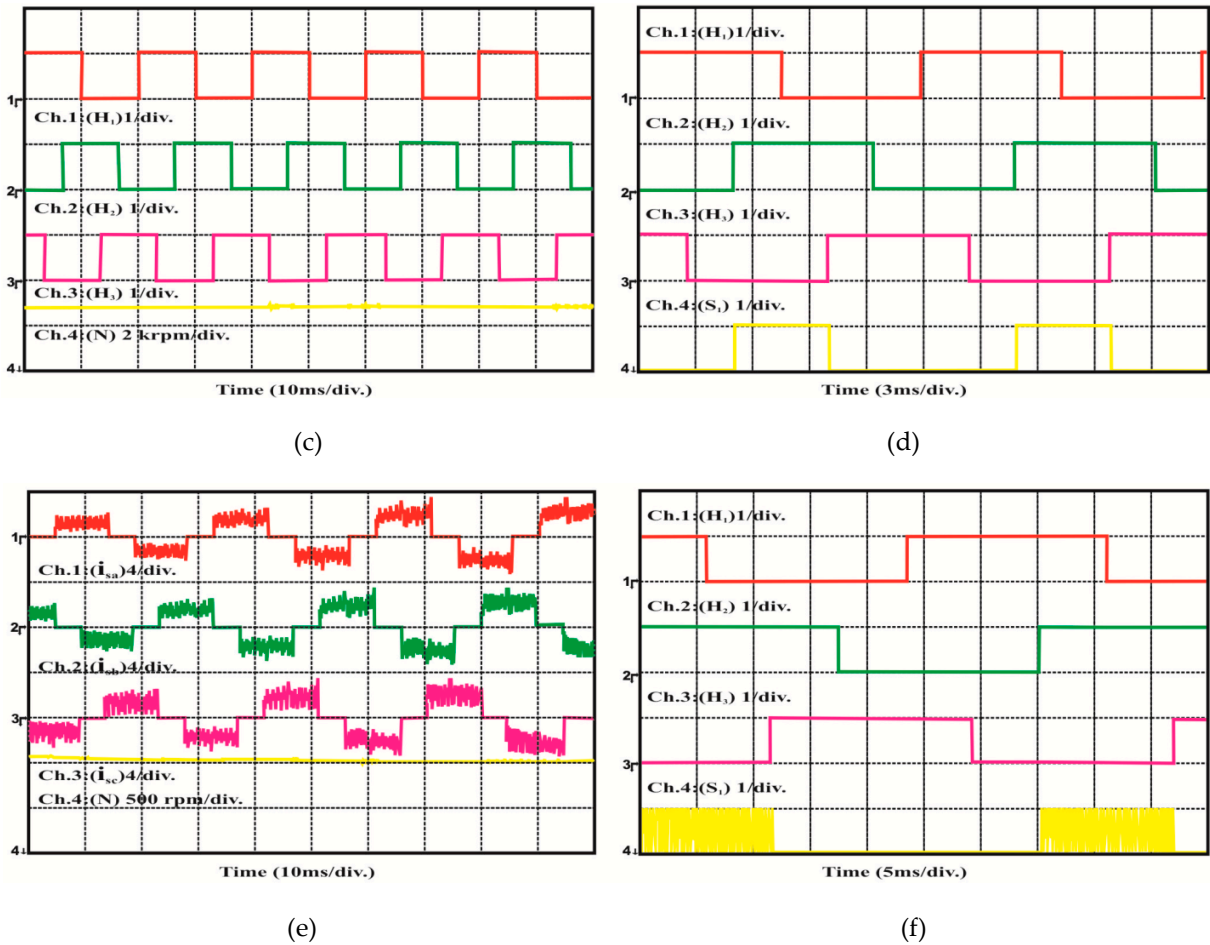 1
Ch.1:(H₁)1/div.
2
Ch.2:(H₂) 1/div.
3
Ch.3:(H₃) 1/div.
Ch.4:(N) 2 krpm/div.
4
Time (10ms/div.)
(c)
Ch.1:(H₁)1/div.
1
Ch.2:(H₂) 1/div.
2
Ch.3:(H₃) 1/div.
3
Ch.4:(S₁) 1/div.
4
Time (3ms/div.)
(d)
1
Ch.1:(iₛₐ)4/div.
2
Ch.2:(i_sb)4/div.
3
Ch.3:(i_sc)4/div.
Ch.4:(N) 500 rpm/div.
4
Time (10ms/div.)
(e)
Ch.1:(H₁)1/div.
1
Ch.2:(H₂) 1/div.
2
Ch.3:(H₃) 1/div.
3
Ch.4:(S₁) 1/div.
4
Time (5ms/div.)
(f)